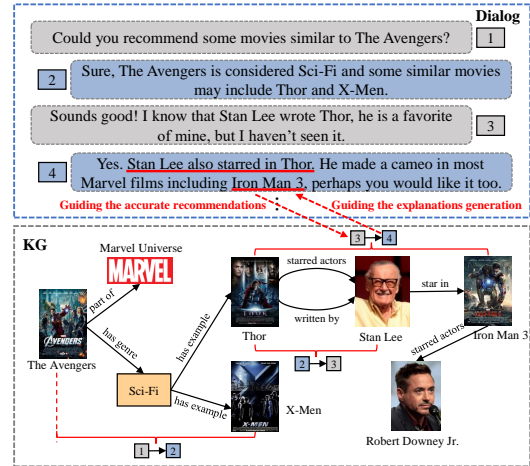 Dialog
Could you recommend some movies similar to The Avengers?
1
2
Sure, The Avengers is considered Sci-Fi and some similar movies
may include Thor and X-Men.
Sounds good! I know that Stan Lee wrote Thor, he is a favorite
of mine, but I haven't seen it.
3
4
Yes. Stan Lee also starred in Thor. He made a cameo in most
Marvel films including Iron Man 3, perhaps you would like it too.
Guiding the accurate recommendations
Guiding the explanations generation
KG
3
4
Marvel Universe
MARVEL
part of
AVENGERS
The Avengers
has genre
Sci-Fi
has example
has example
THOR
Thor
starred actors
written by
Stan Lee
star in
Iron Man 3
starred actors
2
3
X-MEN
X-Men
Robert Downey Jr.
1
2